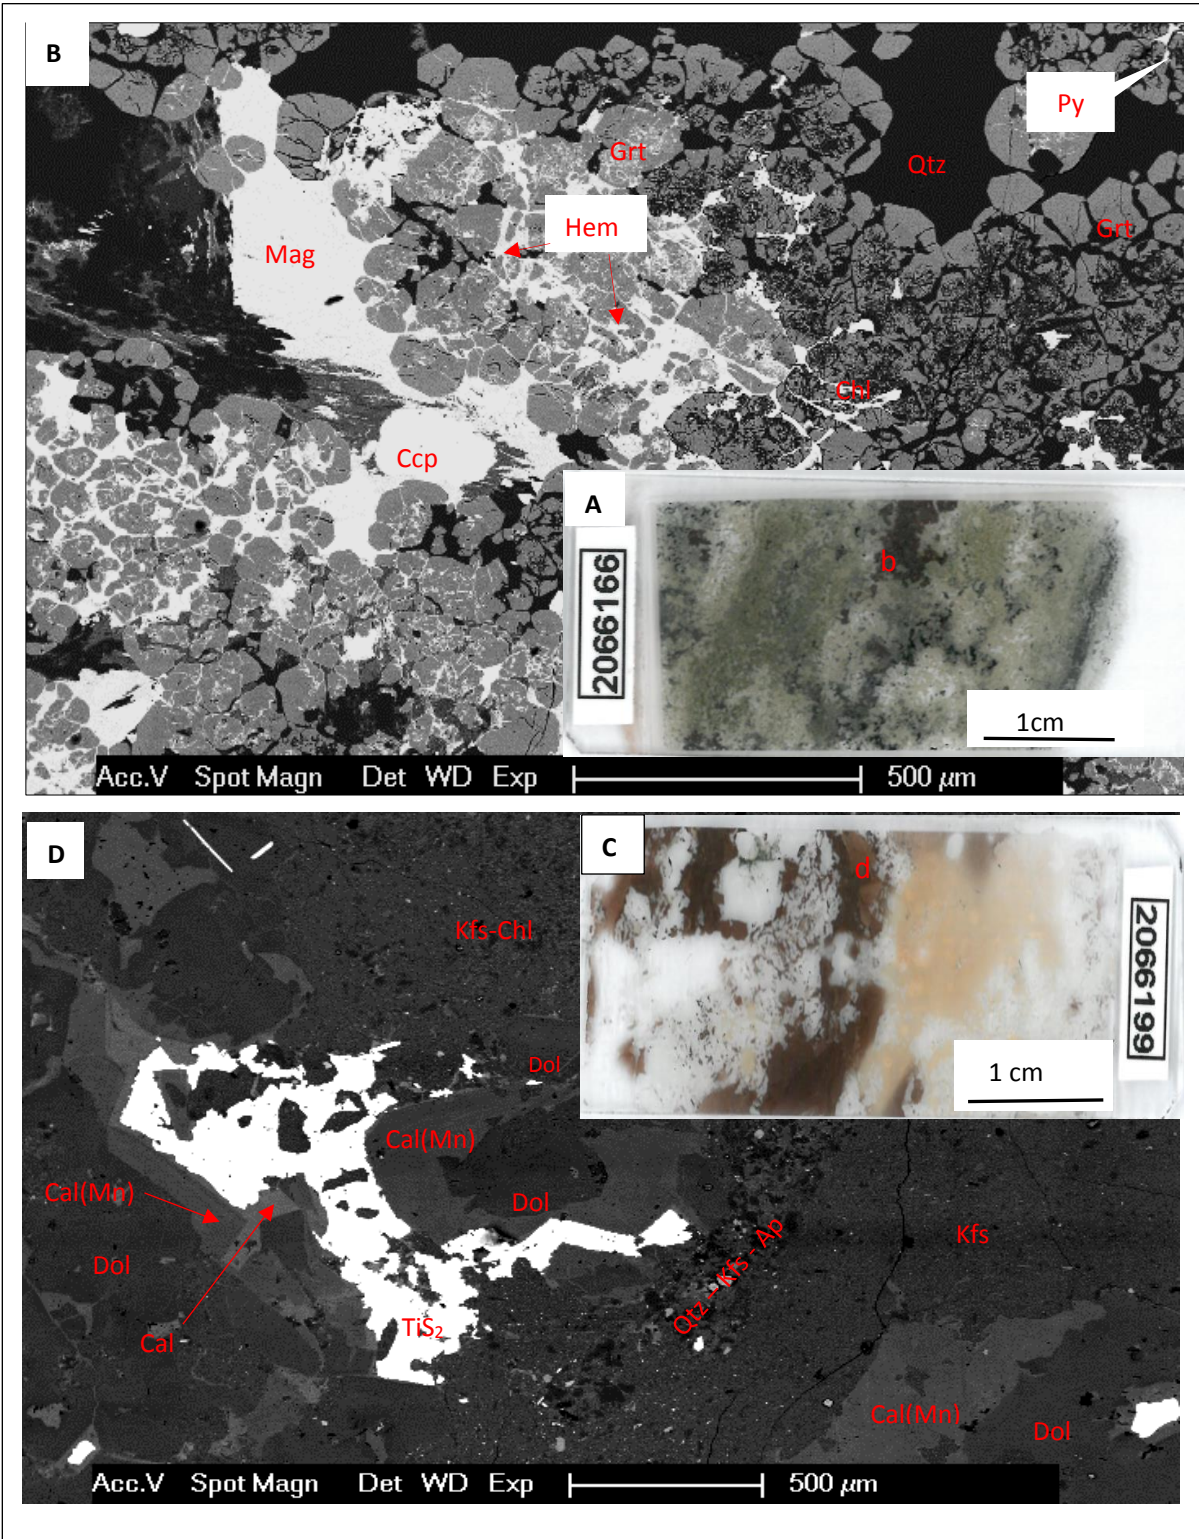 B
Py
Grt
Qtz
Hem
Grt
Mag
Chl
Ccp
A
b
2066166
1cm
Acc.V Spot Magn Det WD Exp 500 µm
D
C
d
Kfs-Chl
2066199
Dol
1 cm
Cal(Mn)
Cal(Mn)
Dol
Qtz – Kfs - Ap
Kfs
Dol
TiS₂
Cal
Cal(Mn)
Dol
Acc.V Spot Magn Det WD Exp 500 µm